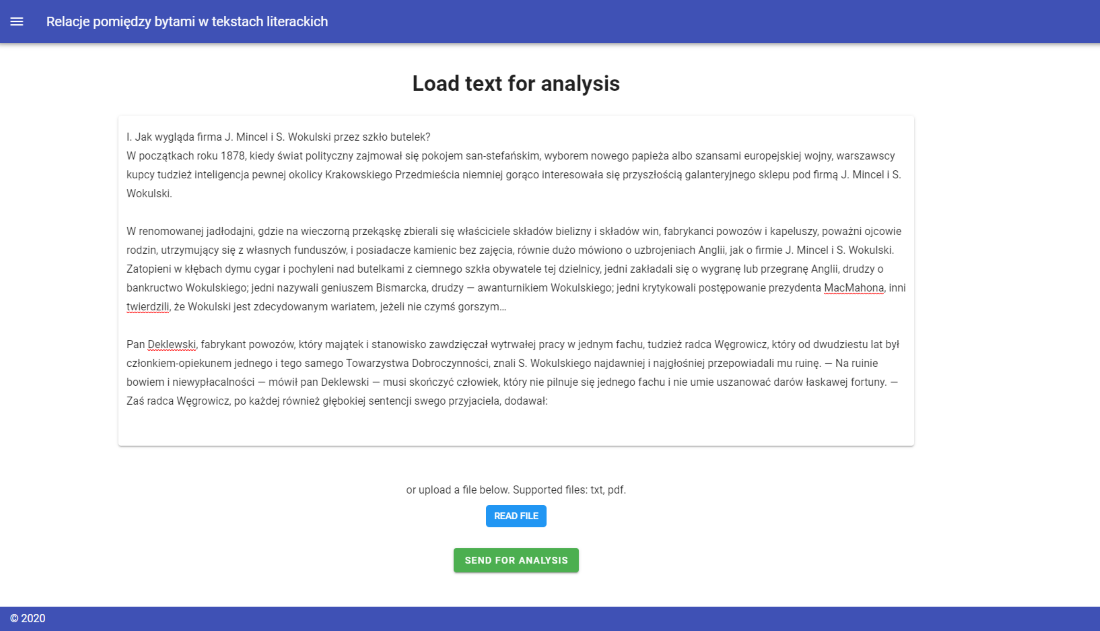 Relacje pomiędzy bytami w tekstach literackich
Load text for analysis
I. Jak wygląda firma J. Mincel i S. Wokulski przez szkło butelek?
W początkach roku 1878, kiedy świat polityczny zajmował się pokojem san-stefańskim, wyborem nowego papieża albo szansami europejskiej wojny, warszawscy
kupcy tudzież inteligencja pewnej okolicy Krakowskiego Przedmieścia niemniej gorąco interesowała się przyszłością galanteryjnego sklepu pod firmą J. Mincel i S.
Wokulski.
W renomowanej jadłodajni, gdzie na wieczorną przekąskę zbierali się właściciele składów bielizny i składów win, fabrykanci powozów i kapeluszy, poważni ojcowie
rodzin, utrzymujący się z własnych funduszów, i posiadacze kamienic bez zajęcia, równie dużo mówiono o uzbrojeniach Anglii, jak o firmie J. Mincel i S. Wokulski.
Zatopieni w kłębach dymu cygar i pochyleni nad butelkami z ciemnego szkła obywatele tej dzielnicy, jedni zakładali się o wygranę lub przegranę Anglii, drudzy o
bankructwo Wokulskiego; jedni nazywali geniuszem Bismarcka, drudzy — awanturnikiem Wokulskiego; jedni krytykowali postępowanie prezydenta MacMahona, inni
twierdzili, że Wokulski jest zdecydowanym wariatem, jeżeli nie czymś gorszym...
Pan Deklewski, fabrykant powozów, który majątek i stanowisko zawdzięczał wytrwałej pracy w jednym fachu, tudzież radca Węgrowicz, który od dwudziestu lat był
członkiem-opiekunem jednego i tego samego Towarzystwa Dobroczynności, znali S. Wokulskiego najdawniej i najgłośniej przepowiadali mu ruinę. — Na ruinie
bowiem i niewypłacalności — mówił pan Deklewski — musi skończyć człowiek, który nie pilnuje się jednego fachu i nie umie uszanować darów łaskawej fortuny. —
Zaś radca Węgrowicz, po każdej również głębokiej sentencji swego przyjaciela, dodawał:
or upload a file below. Supported files: txt, pdf.
READ FILE
SEND FOR ANALYSIS
© 2020